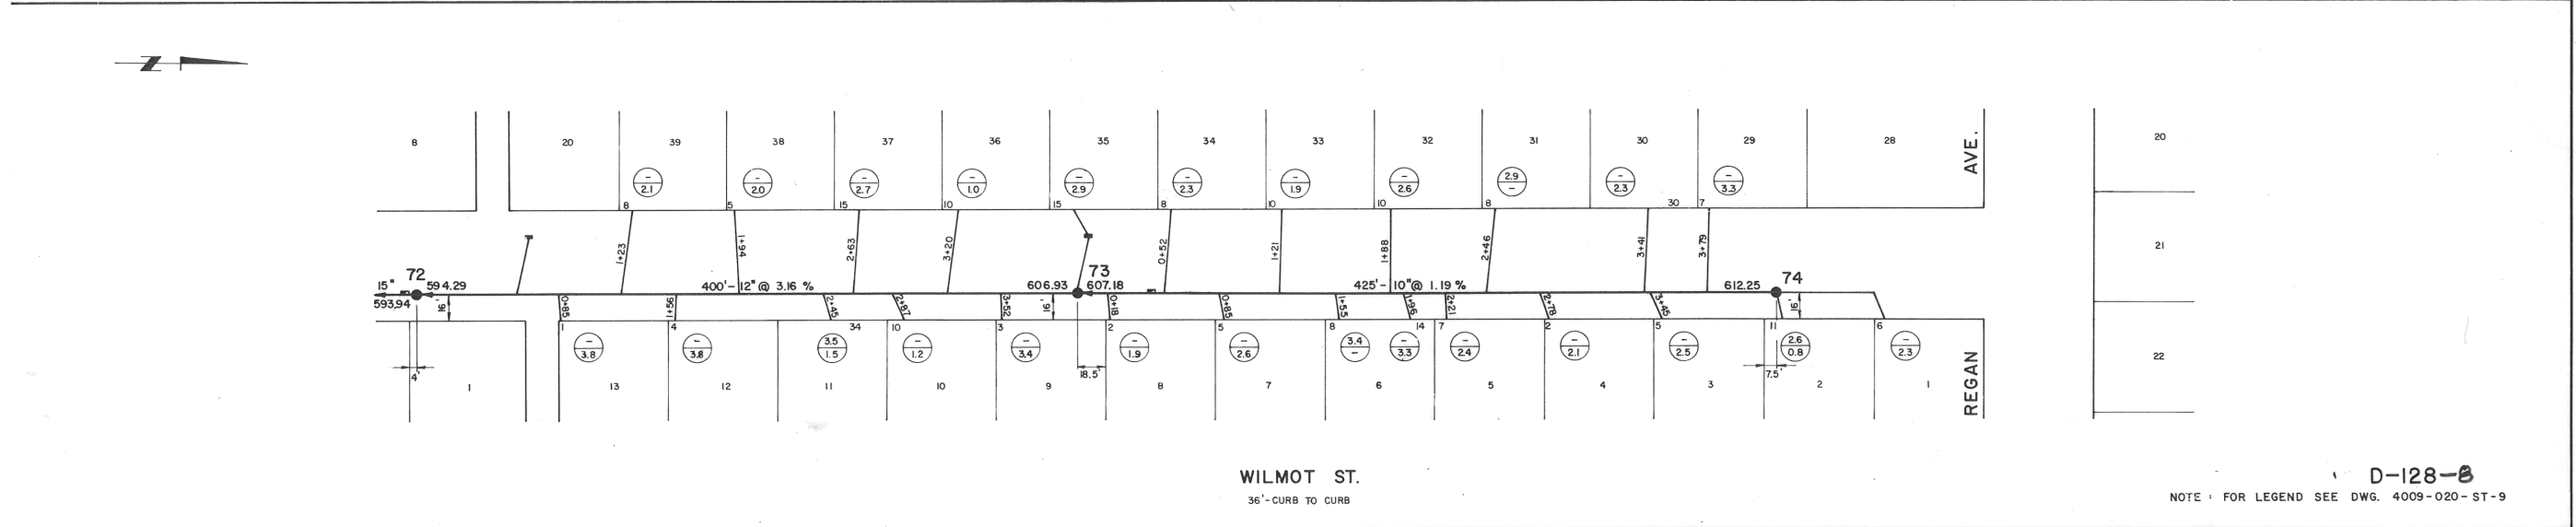 Z
8 20 39 38 37 36 35 34 33 32 31 30 29 28 AVE. 20
- 2.1
- 2.0
- 2.7
- 1.0
- 2.9
- 2.3
- 1.9
- 2.6
2.9 -
- 2.3
- 3.3
8 5 15 10 15 8 10 10 8 30 7
1+23 1+94 2+63 3+20 0+52 1+21 1+88 2+46 3+41 3+79 21
72 73 74
15" 594.29 400'-12"@ 3.16 % 606.93 607.18 425'-10"@ 1.19 % 612.25
593.94 16' 0+85 1+56 2+45 2+87 3+52 16' 0+18 0+85 1+55 1+96 2+21 2+78 3+45 16'
1 4 34 10 3 2 5 8 14 7 2 5 11 6
- 3.8
- 3.8
3.5 1.5
- 1.2
- 3.4
- 1.9
- 2.6
3.4 -
- 3.3
- 2.4
- 2.1
- 2.5
2.6 0.8
- 2.3
22
4' 18.5' 7.5'
1 13 12 11 10 9 8 7 6 5 4 3 2 1 REGAN
WILMOT ST.
36'-CURB TO CURB
D-128-B
NOTE : FOR LEGEND SEE DWG. 4009-020-ST-9